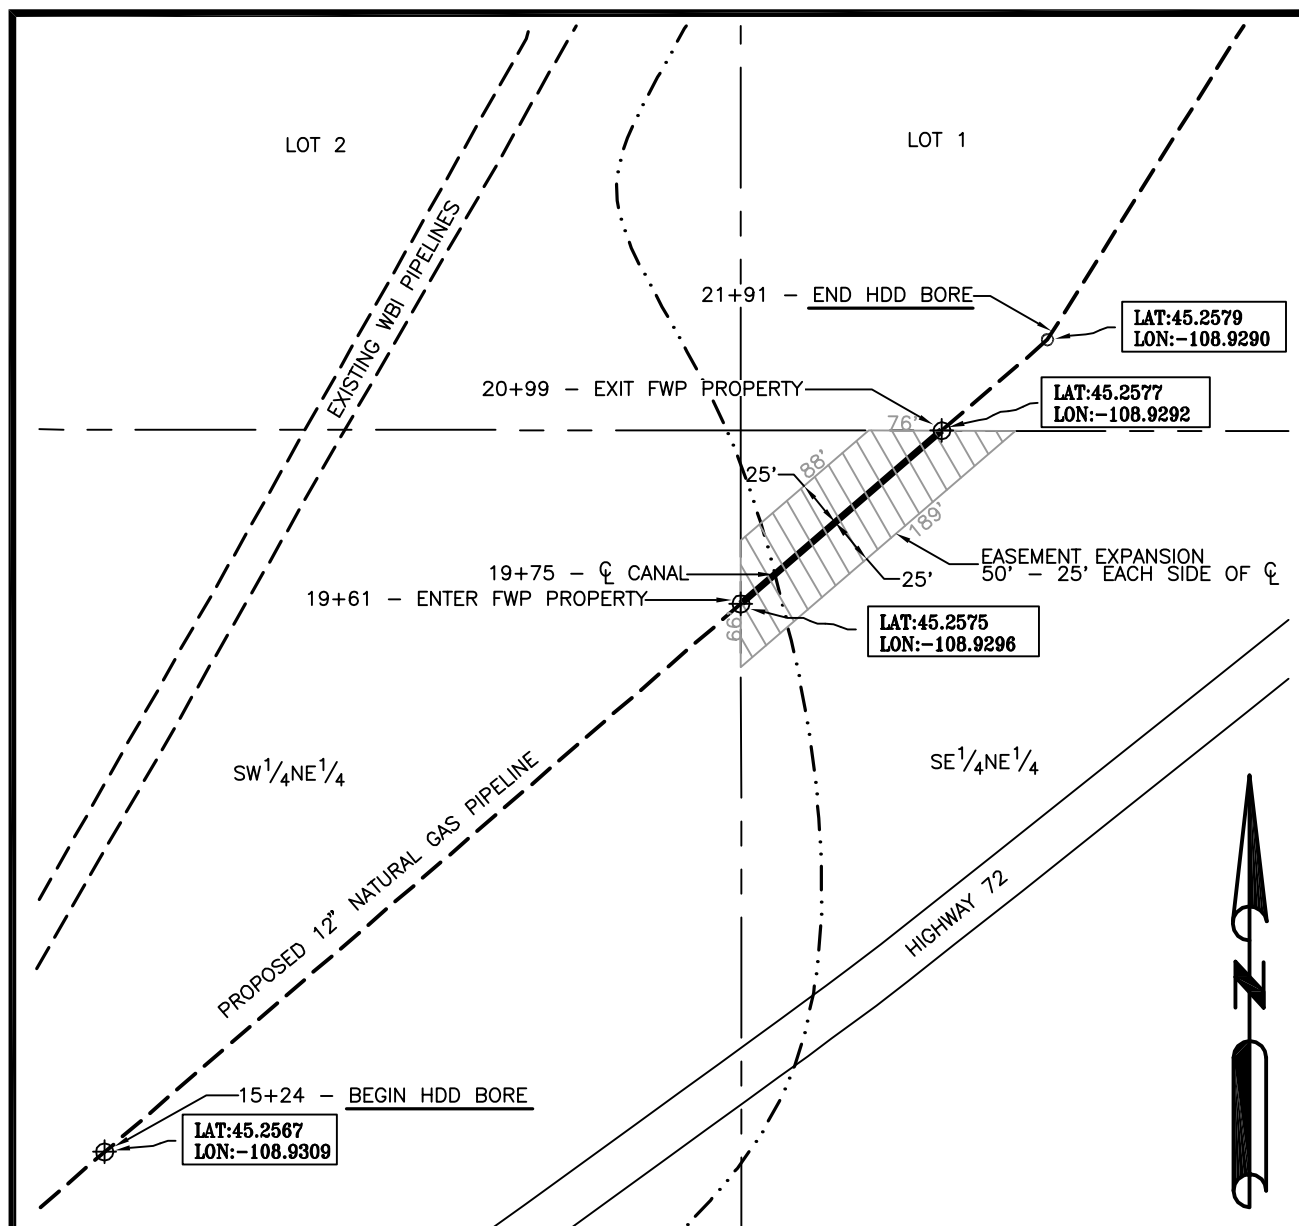 LOT 2
LOT 1
EXISTING WBI PIPELINES
21+91 – END HDD BORE
LAT:45.2579
LON:-108.9290
20+99 – EXIT FWP PROPERTY
LAT:45.2577
LON:-108.9292
76'
88'
25'
189'
EASEMENT EXPANSION
50' – 25' EACH SIDE OF ℄
19+75 – ℄ CANAL
25'
19+61 – ENTER FWP PROPERTY
66'
LAT:45.2575
LON:-108.9296
SW1/4NE1/4
SE1/4NE1/4
PROPOSED 12" NATURAL GAS PIPELINE
HIGHWAY 72
N
15+24 – BEGIN HDD BORE
LAT:45.2567
LON:-108.9309